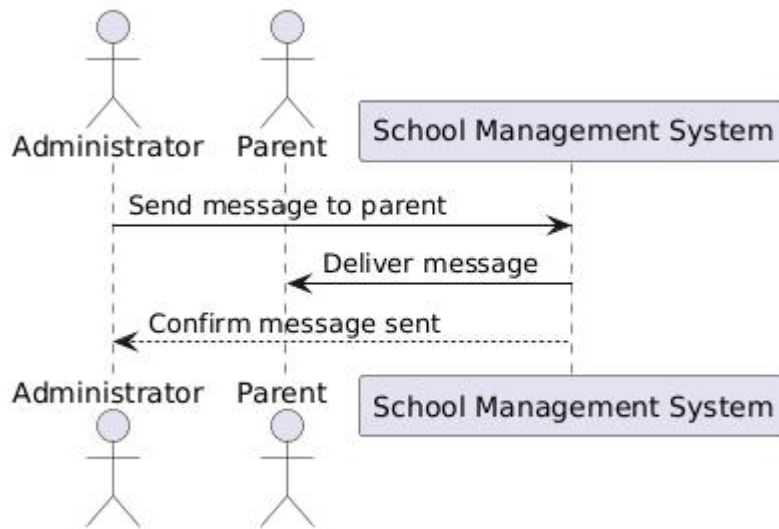 Administrator
Parent
School Management System
Send message to parent
Deliver message
Confirm message sent
Administrator
Parent
School Management System